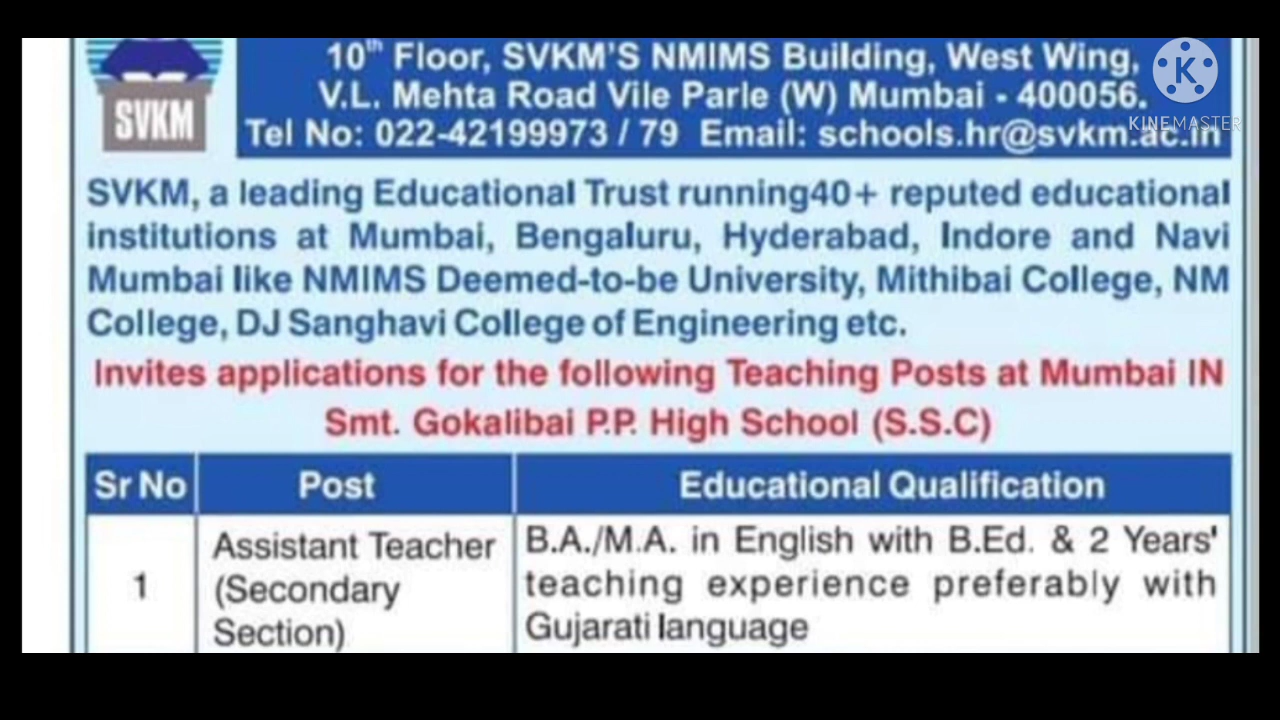 10th Floor, SVKM'S NMIMS Building, West Wing,
V.L. Mehta Road Vile Parle (W) Mumbai - 400056.
Tel No: 022-42199973 / 79 Email: schools.hr@svkm.ac.in
SVKM
K
KINEMASTER
SVKM, a leading Educational Trust running40+ reputed educational
institutions at Mumbai, Bengaluru, Hyderabad, Indore and Navi
Mumbai like NMIMS Deemed-to-be University, Mithibai College, NM
College, DJ Sanghavi College of Engineering etc.
Invites applications for the following Teaching Posts at Mumbai IN
Smt. Gokalibai P.P. High School (S.S.C)
Sr No Post Educational Qualification
1
Assistant Teacher
(Secondary
Section)
B.A./M.A. in English with B.Ed. & 2 Years'
teaching experience preferably with
Gujarati language